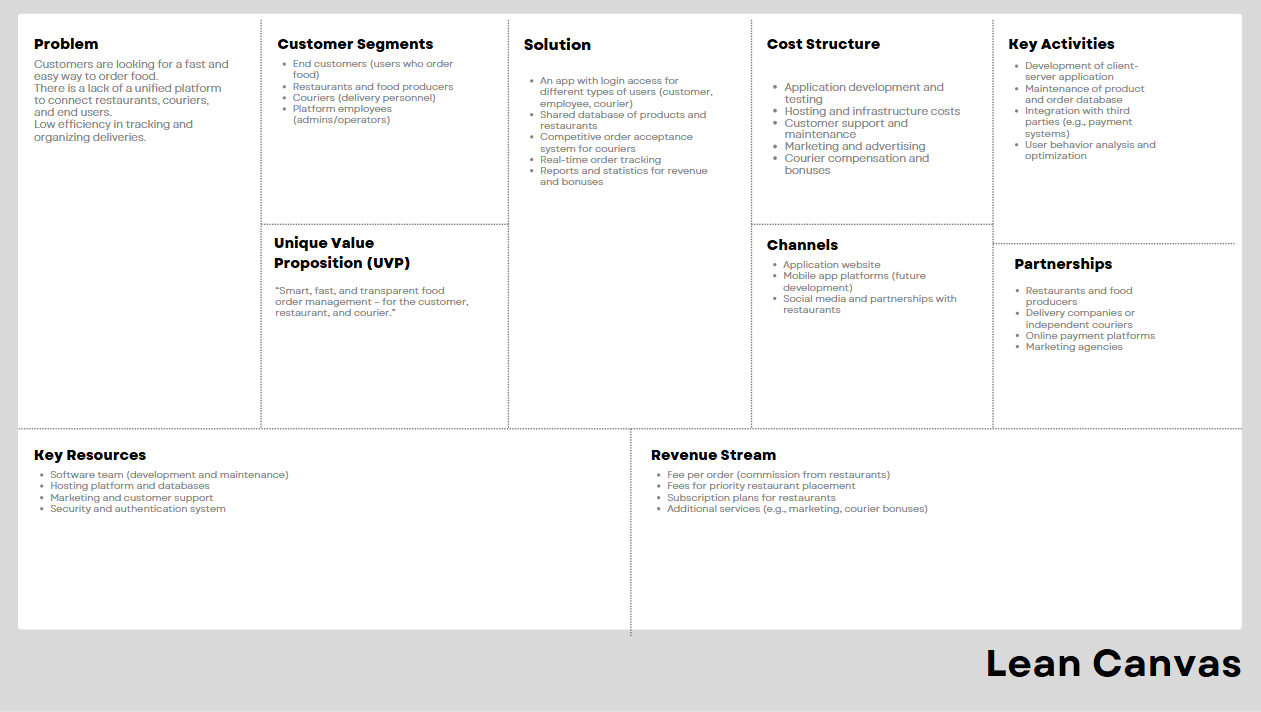 Problem
Customers are looking for a fast and
easy way to order food.
There is a lack of a unified platform
to connect restaurants, couriers,
and end users.
Low efficiency in tracking and
organizing deliveries.
Customer Segments
• End customers (users who order
food)
• Restaurants and food producers
• Couriers (delivery personnel)
• Platform employees
(admins/operators)
Unique Value
Proposition (UVP)
"Smart, fast, and transparent food
order management – for the customer,
restaurant, and courier."
Solution
• An app with login access for
different types of users (customer,
employee, courier)
• Shared database of products and
restaurants
• Competitive order acceptance
system for couriers
• Real-time order tracking
• Reports and statistics for revenue
and bonuses
Cost Structure
• Application development and
testing
• Hosting and infrastructure costs
• Customer support and
maintenance
• Marketing and advertising
• Courier compensation and
bonuses
Channels
• Application website
• Mobile app platforms (future
development)
• Social media and partnerships with
restaurants
Key Activities
• Development of client-
server application
• Maintenance of product
and order database
• Integration with third
parties (e.g., payment
systems)
• User behavior analysis and
optimization
Partnerships
• Restaurants and food
producers
• Delivery companies or
independent couriers
• Online payment platforms
• Marketing agencies
Key Resources
• Software team (development and maintenance)
• Hosting platform and databases
• Marketing and customer support
• Security and authentication system
Revenue Stream
• Fee per order (commission from restaurants)
• Fees for priority restaurant placement
• Subscription plans for restaurants
• Additional services (e.g., marketing, courier bonuses)
Lean Canvas